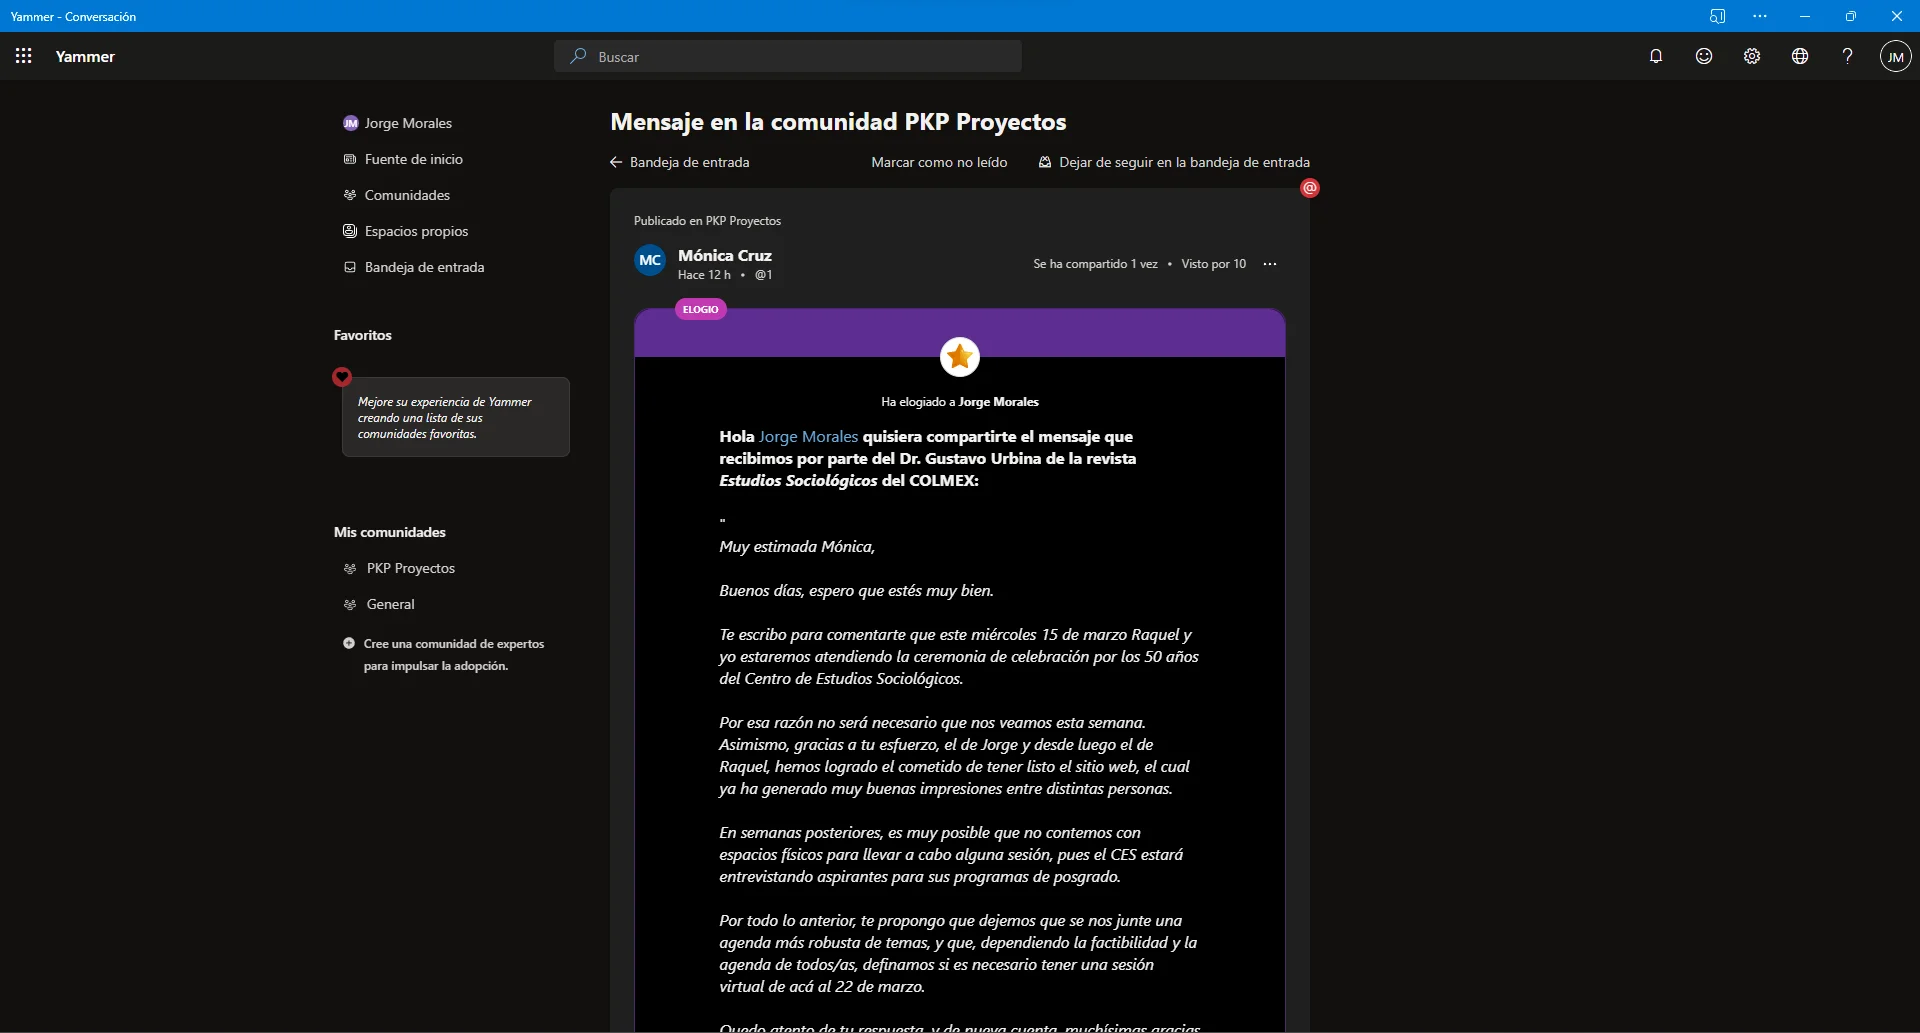 Yammer - Conversación
Yammer
Buscar
JM
JM Jorge Morales
Fuente de inicio
Comunidades
Espacios propios
Bandeja de entrada
Favoritos
Mejore su experiencia de Yammer
creando una lista de sus
comunidades favoritas.
Mis comunidades
PKP Proyectos
General
Cree una comunidad de expertos
para impulsar la adopción.
Mensaje en la comunidad PKP Proyectos
Bandeja de entrada
Marcar como no leído
Dejar de seguir en la bandeja de entrada
@
Publicado en PKP Proyectos
MC
Mónica Cruz
Hace 12 h • @1
Se ha compartido 1 vez • Visto por 10 ...
ELOGIO
Ha elogiado a Jorge Morales
Hola Jorge Morales quisiera compartirte el mensaje que
recibimos por parte del Dr. Gustavo Urbina de la revista
Estudios Sociológicos del COLMEX:
"
Muy estimada Mónica,
Buenos días, espero que estés muy bien.
Te escribo para comentarte que este miércoles 15 de marzo Raquel y
yo estaremos atendiendo la ceremonia de celebración por los 50 años
del Centro de Estudios Sociológicos.
Por esa razón no será necesario que nos veamos esta semana.
Asimismo, gracias a tu esfuerzo, el de Jorge y desde luego el de
Raquel, hemos logrado el cometido de tener listo el sitio web, el cual
ya ha generado muy buenas impresiones entre distintas personas.
En semanas posteriores, es muy posible que no contemos con
espacios físicos para llevar a cabo alguna sesión, pues el CES estará
entrevistando aspirantes para sus programas de posgrado.
Por todo lo anterior, te propongo que dejemos que se nos junte una
agenda más robusta de temas, y que, dependiendo la factibilidad y la
agenda de todos/as, definamos si es necesario tener una sesión
virtual de acá al 22 de marzo.
Quedo atento de tu respuesta, y de nueva cuenta, muchísimas gracias